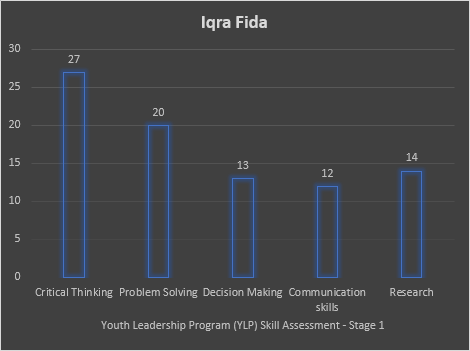 Iqra Fida
30
25
20
15
10
5
0
27
20
13
12
14
Critical Thinking
Problem Solving
Decision Making
Communication
skills
Research
Youth Leadership Program (YLP) Skill Assessment - Stage 1